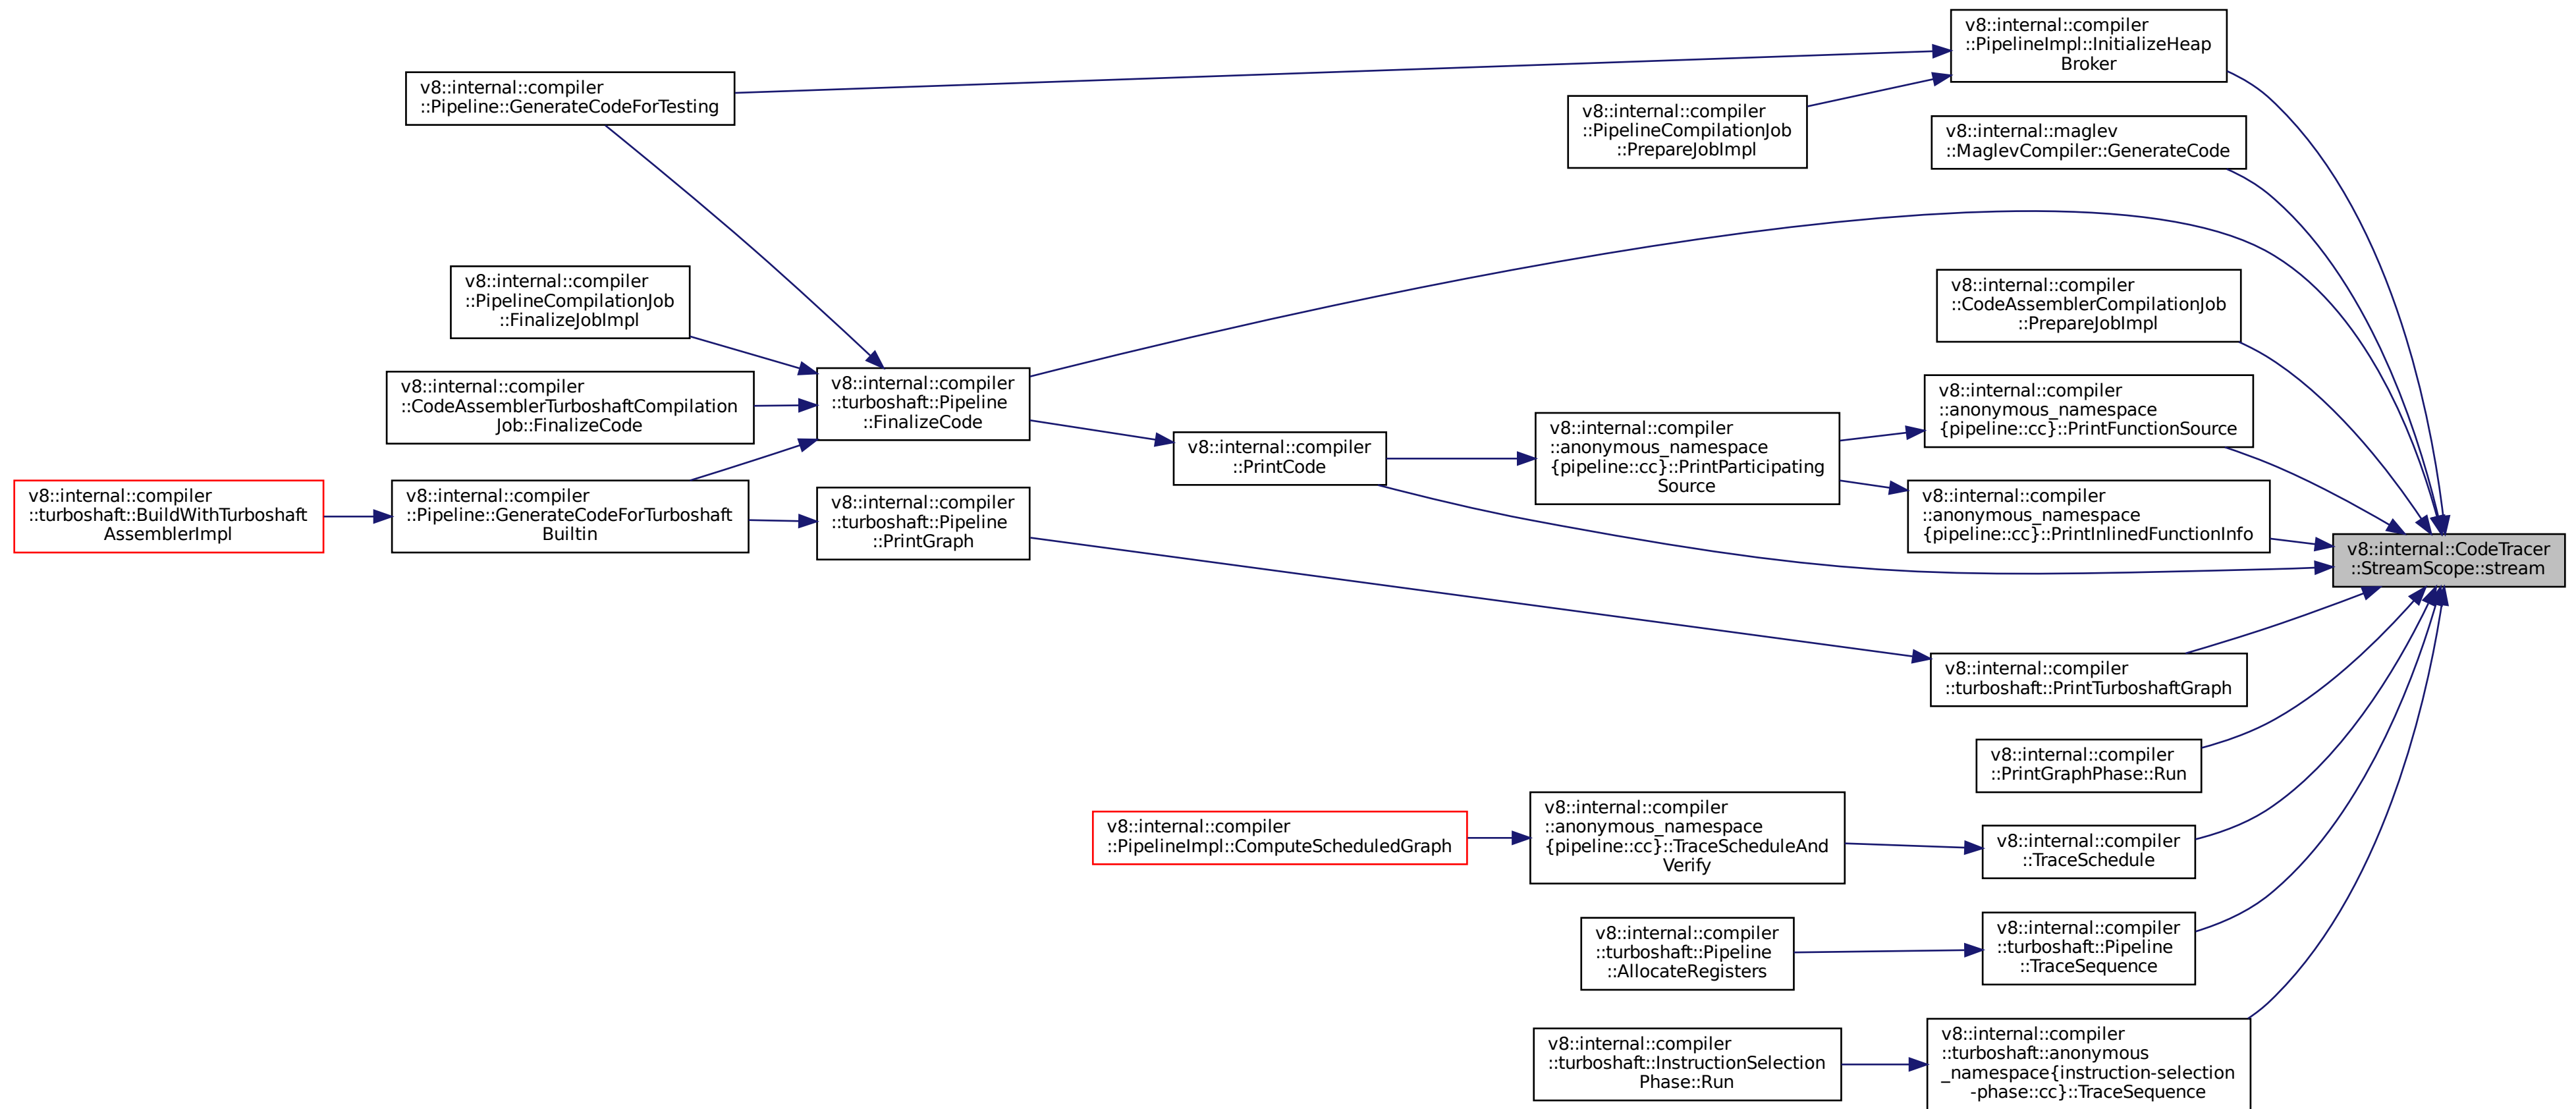 v8::internal::compiler
::PipelineImpl::InitializeHeap
Broker
v8::internal::compiler
::Pipeline::GenerateCodeForTesting
v8::internal::compiler
::PipelineCompilationJob
::PrepareJobImpl
v8::internal::maglev
::MaglevCompiler::GenerateCode
v8::internal::compiler
::PipelineCompilationJob
::FinalizeJobImpl
v8::internal::compiler
::CodeAssemblerCompilationJob
::PrepareJobImpl
v8::internal::compiler
::CodeAssemblerTurboshaftCompilation
Job::FinalizeCode
v8::internal::compiler
::turboshaft::Pipeline
::FinalizeCode
v8::internal::compiler
::PrintCode
v8::internal::compiler
::anonymous_namespace
{pipeline::cc}::PrintParticipating
Source
v8::internal::compiler
::anonymous_namespace
{pipeline::cc}::PrintFunctionSource
v8::internal::compiler
::turboshaft::BuildWithTurboshaft
AssemblerImpl
v8::internal::compiler
::Pipeline::GenerateCodeForTurboshaft
Builtin
v8::internal::compiler
::turboshaft::Pipeline
::PrintGraph
v8::internal::compiler
::anonymous_namespace
{pipeline::cc}::PrintInlinedFunctionInfo
v8::internal::CodeTracer
::StreamScope::stream
v8::internal::compiler
::turboshaft::PrintTurboshaftGraph
v8::internal::compiler
::PrintGraphPhase::Run
v8::internal::compiler
::PipelineImpl::ComputeScheduledGraph
v8::internal::compiler
::anonymous_namespace
{pipeline::cc}::TraceScheduleAnd
Verify
v8::internal::compiler
::TraceSchedule
v8::internal::compiler
::turboshaft::Pipeline
::AllocateRegisters
v8::internal::compiler
::turboshaft::Pipeline
::TraceSequence
v8::internal::compiler
::turboshaft::InstructionSelection
Phase::Run
v8::internal::compiler
::turboshaft::anonymous
_namespace{instruction-selection
-phase::cc}::TraceSequence